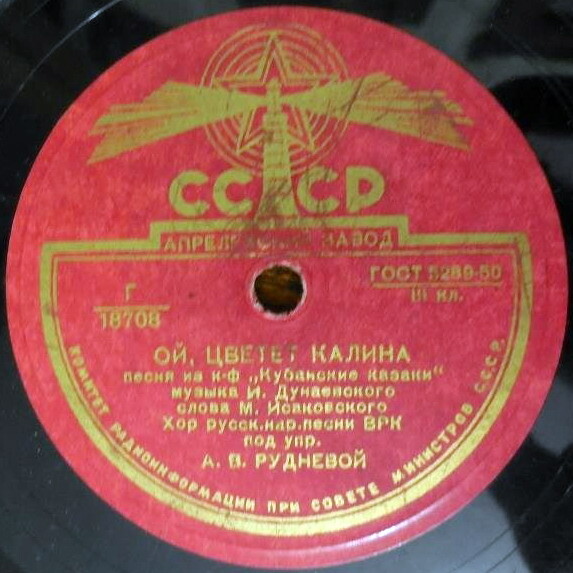 СССР
АПРЕЛЕВСКИЙ ЗАВОД
ГОСТ 5289-50
III кл.
Г
18708
ОЙ, ЦВЕТЕТ КАЛИНА
песня из к-ф „Кубанские казаки"
музыка И. Дунаевского
слова М. Исаковского
Хор русск.нар.песни ВРК
под упр.
А. В. РУДНЕВОЙ
КОМИТЕТ РАДИОИНФОРМАЦИИ ПРИ СОВЕТЕ МИНИСТРОВ С.С.С.Р.